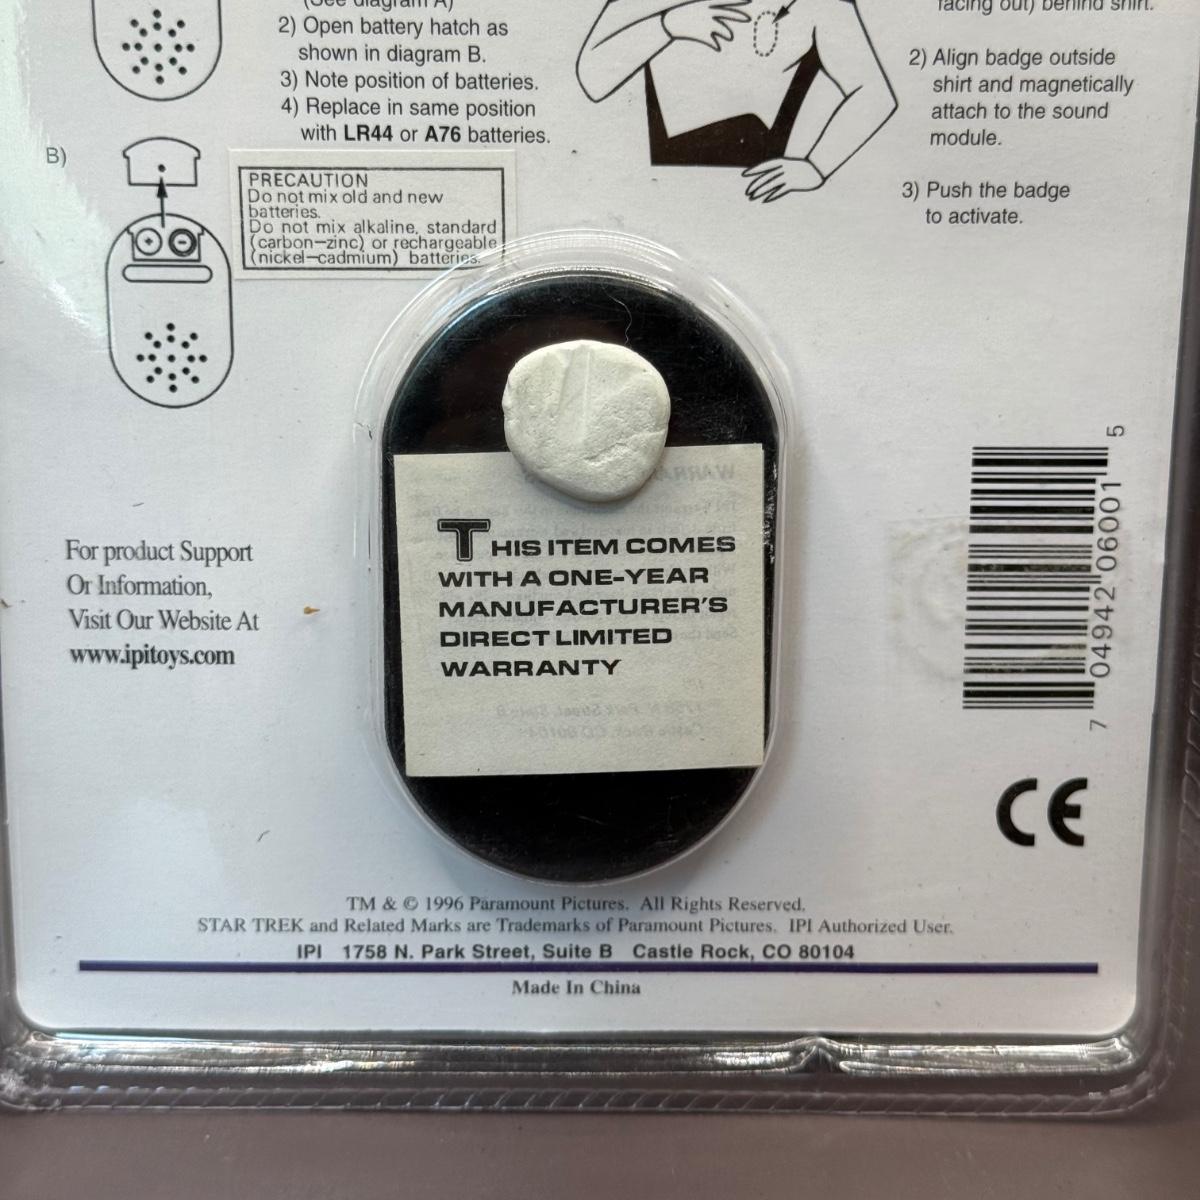 (See diagram A)
2) Open battery hatch as
shown in diagram B.
3) Note position of batteries.
4) Replace in same position
with LR44 or A76 batteries.
facing out) behind shirt.
2) Align badge outside
shirt and magnetically
attach to the sound
module.
3) Push the badge
to activate.
B)
PRECAUTION
Do not mix old and new
batteries.
Do not mix alkaline, standard
(carbon-zinc) or rechargeable
(nickel-cadmium) batteries.
THIS ITEM COMES
WITH A ONE-YEAR
MANUFACTURER'S
DIRECT LIMITED
WARRANTY
For product Support
Or Information,
Visit Our Website At
www.ipitoys.com
7 04942 06001 5
CE
TM & © 1996 Paramount Pictures. All Rights Reserved.
STAR TREK and Related Marks are Trademarks of Paramount Pictures. IPI Authorized User.
IPI 1758 N. Park Street, Suite B Castle Rock, CO 80104
Made In China